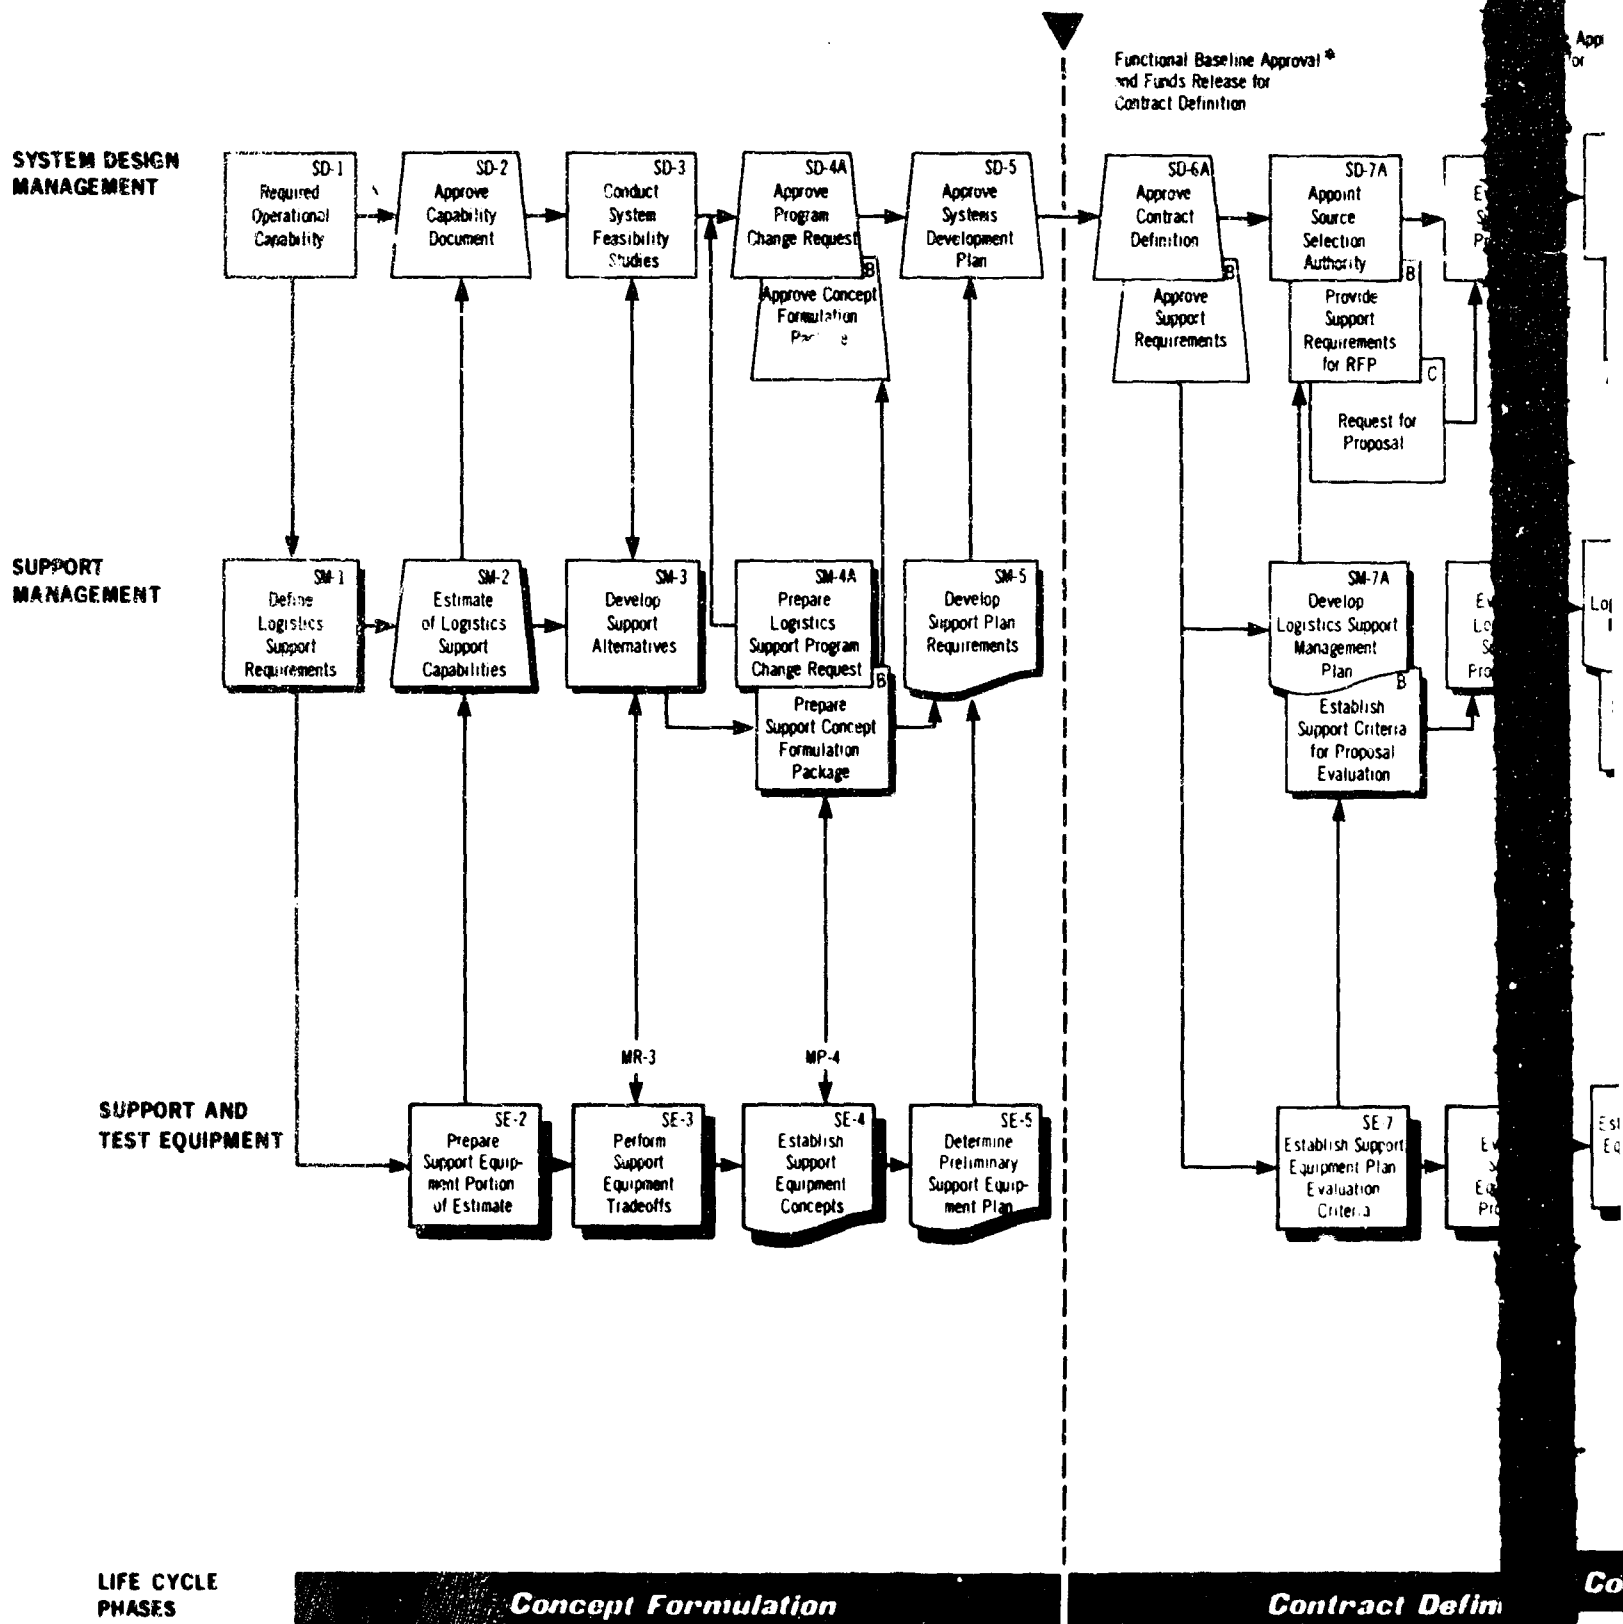 Functional Baseline Approval *
and Funds Release for
Contract Definition
SYSTEM DESIGN
MANAGEMENT
SD-1
Required
Operational
Capability
SD-2
Approve
Capability
Document
SD-3
Conduct
System
Feasibility
Studies
SD-4A
Approve
Program
Change Request
B
Approve Concept
Formulation
SD-5
Approve
Systems
Development
Plan
SD-6A
Approve
Contract
Definition
B
Approve
Support
Requirements
SD-7A
Appoint
Source
Selection
Authority
B
Provide
Support
Requirements
for RFP
C
Request for
Proposal
SUPPORT
MANAGEMENT
SM-1
Define
Logistics
Support
Requirements
SM-2
Estimate
of Logistics
Support
Capabilities
SM-3
Develop
Support
Alternatives
SM-4A
Prepare
Logistics
Support Program
Change Request
B
Prepare
Support Concept
Formulation
Package
SM-5
Develop
Support Plan
Requirements
SM-7A
Develop
Logistics Support
Management
Plan
B
Establish
Support Criteria
for Proposal
Evaluation
MR-3
MP-4
SUPPORT AND
TEST EQUIPMENT
SE-2
Prepare
Support Equip-
ment Portion
of Estimate
SE-3
Perform
Support
Equipment
Tradeoffs
SE-4
Establish
Support
Equipment
Concepts
SE-5
Determine
Preliminary
Support Equip-
ment Plan
SE-7
Establish Support
Equipment Plan
Evaluation
Criteria
LIFE CYCLE
PHASES
Concept Formulation
Contract Defin